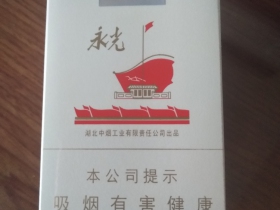 永光
湖北中烟工业有限责任公司出品
本公司提示
吸烟有害健康